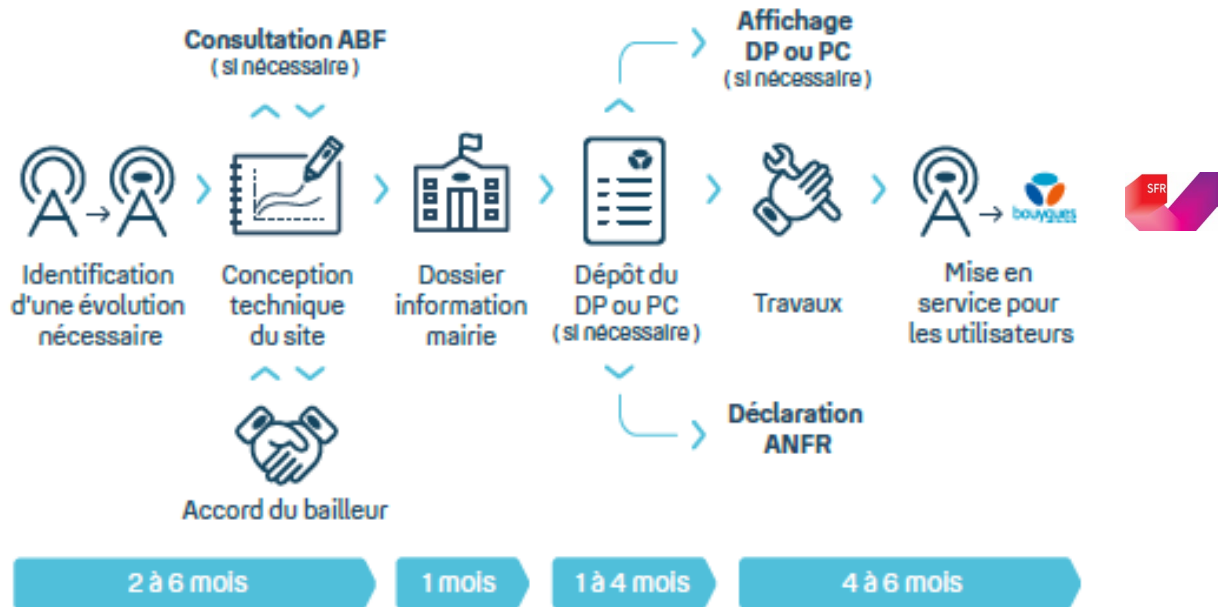 Consultation ABF
( si nécessaire )
Affichage
DP ou PC
( si nécessaire )
Identification
d'une évolution
nécessaire
Conception
technique
du site
Dossier
information
mairie
Dépôt du
DP ou PC
( si nécessaire )
Travaux
Mise en
service pour
les utilisateurs
bouygues
SFR
Accord du bailleur
Déclaration
ANFR
2 à 6 mois
1 mois
1 à 4 mois
4 à 6 mois